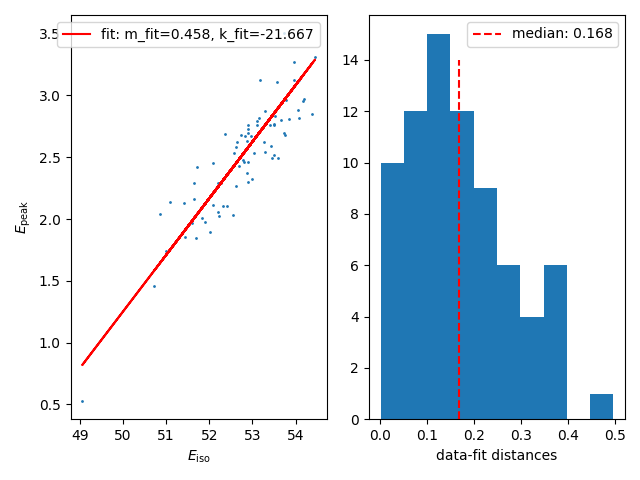 fit: m_fit=0.458, k_fit=-21.667
3.5
3.0
2.5
2.0
1.5
1.0
0.5
E_peak
49 50 51 52 53 54
E_iso
median: 0.168
14
12
10
8
6
4
2
0
0.0 0.1 0.2 0.3 0.4 0.5
data-fit distances